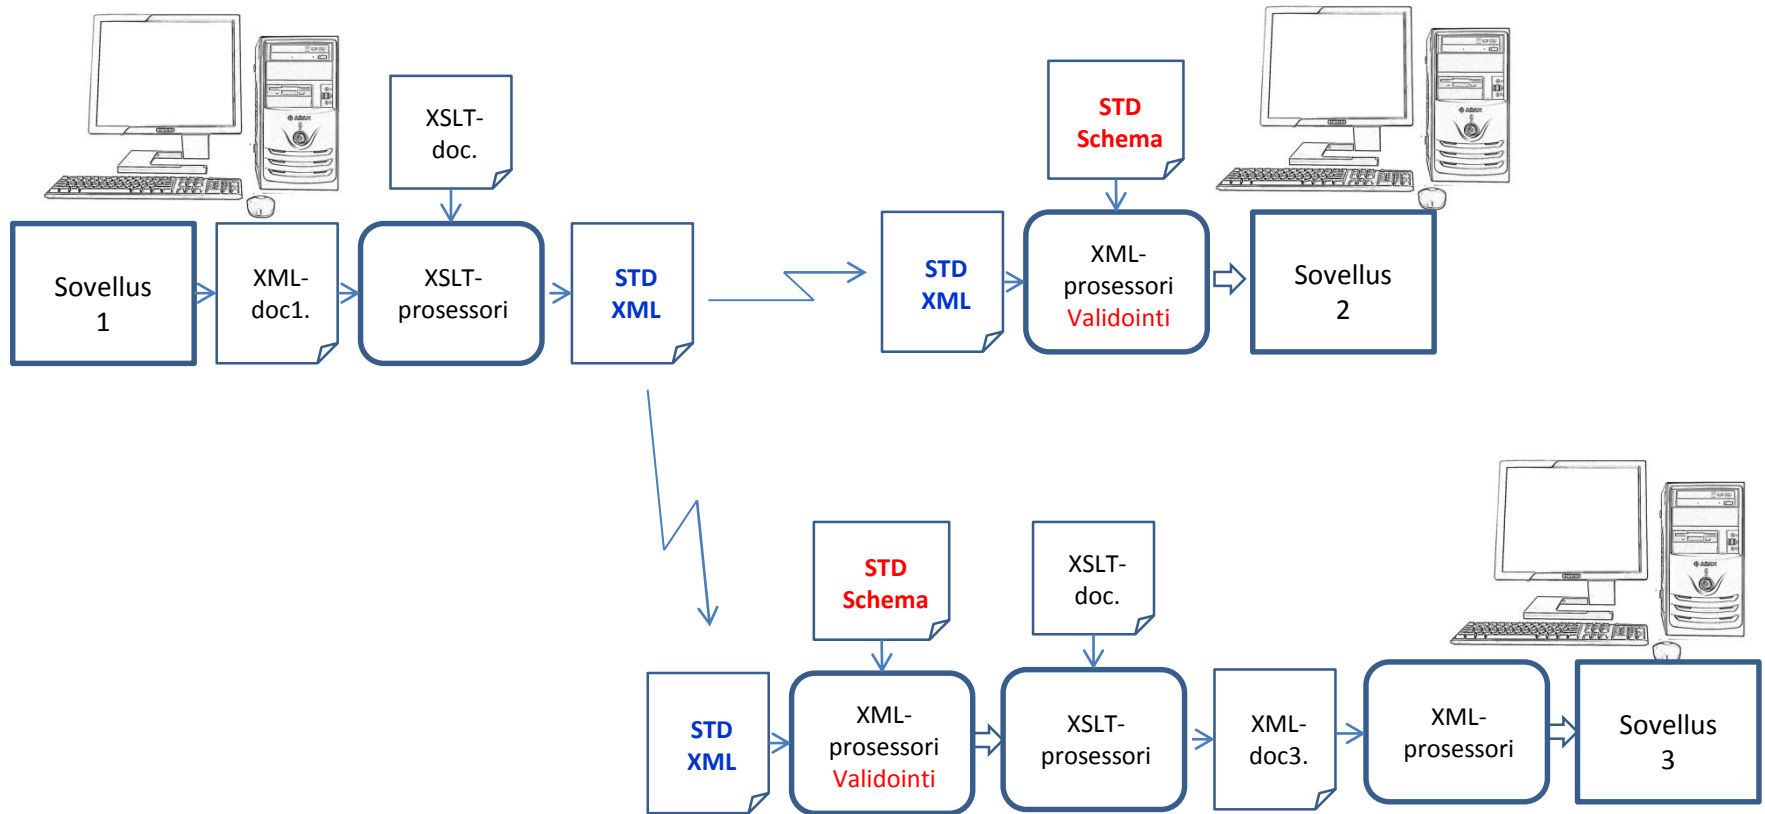 XSLT-
doc.
STD
Schema
Sovellus
1
XML-
doc1.
XSLT-
prosessori
STD
XML
STD
XML
XML-
prosessori
Validointi
Sovellus
2
STD
Schema
XSLT-
doc.
STD
XML
XML-
prosessori
Validointi
XSLT-
prosessori
XML-
doc3.
XML-
prosessori
Sovellus
3